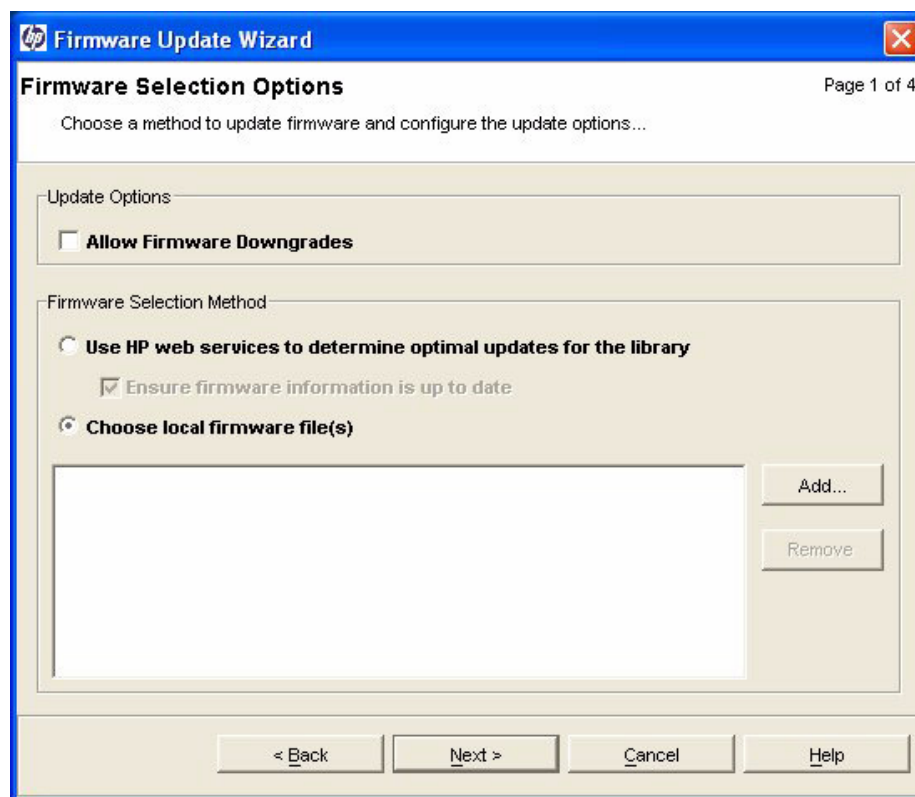 hp Firmware Update Wizard
Firmware Selection Options
Page 1 of 4
Choose a method to update firmware and configure the update options...
Update Options
Allow Firmware Downgrades
Firmware Selection Method
Use HP web services to determine optimal updates for the library
Ensure firmware information is up to date
Choose local firmware file(s)
Add...
Remove
< Back
Next >
Cancel
Help